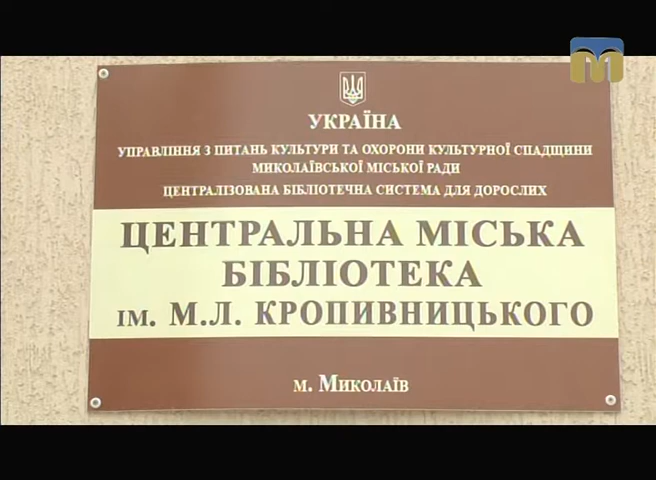 УКРАЇНА
УПРАВЛІННЯ З ПИТАНЬ КУЛЬТУРИ ТА ОХОРОНИ КУЛЬТУРНОЇ СПАДЩИНИ
МИКОЛАЇВСЬКОЇ МІСЬКОЇ РАДИ
ЦЕНТРАЛІЗОВАНА БІБЛІОТЕЧНА СИСТЕМА ДЛЯ ДОРОСЛИХ
ЦЕНТРАЛЬНА МІСЬКА
БІБЛІОТЕКА
ІМ. М.Л. КРОПИВНИЦЬКОГО
м. Миколаїв